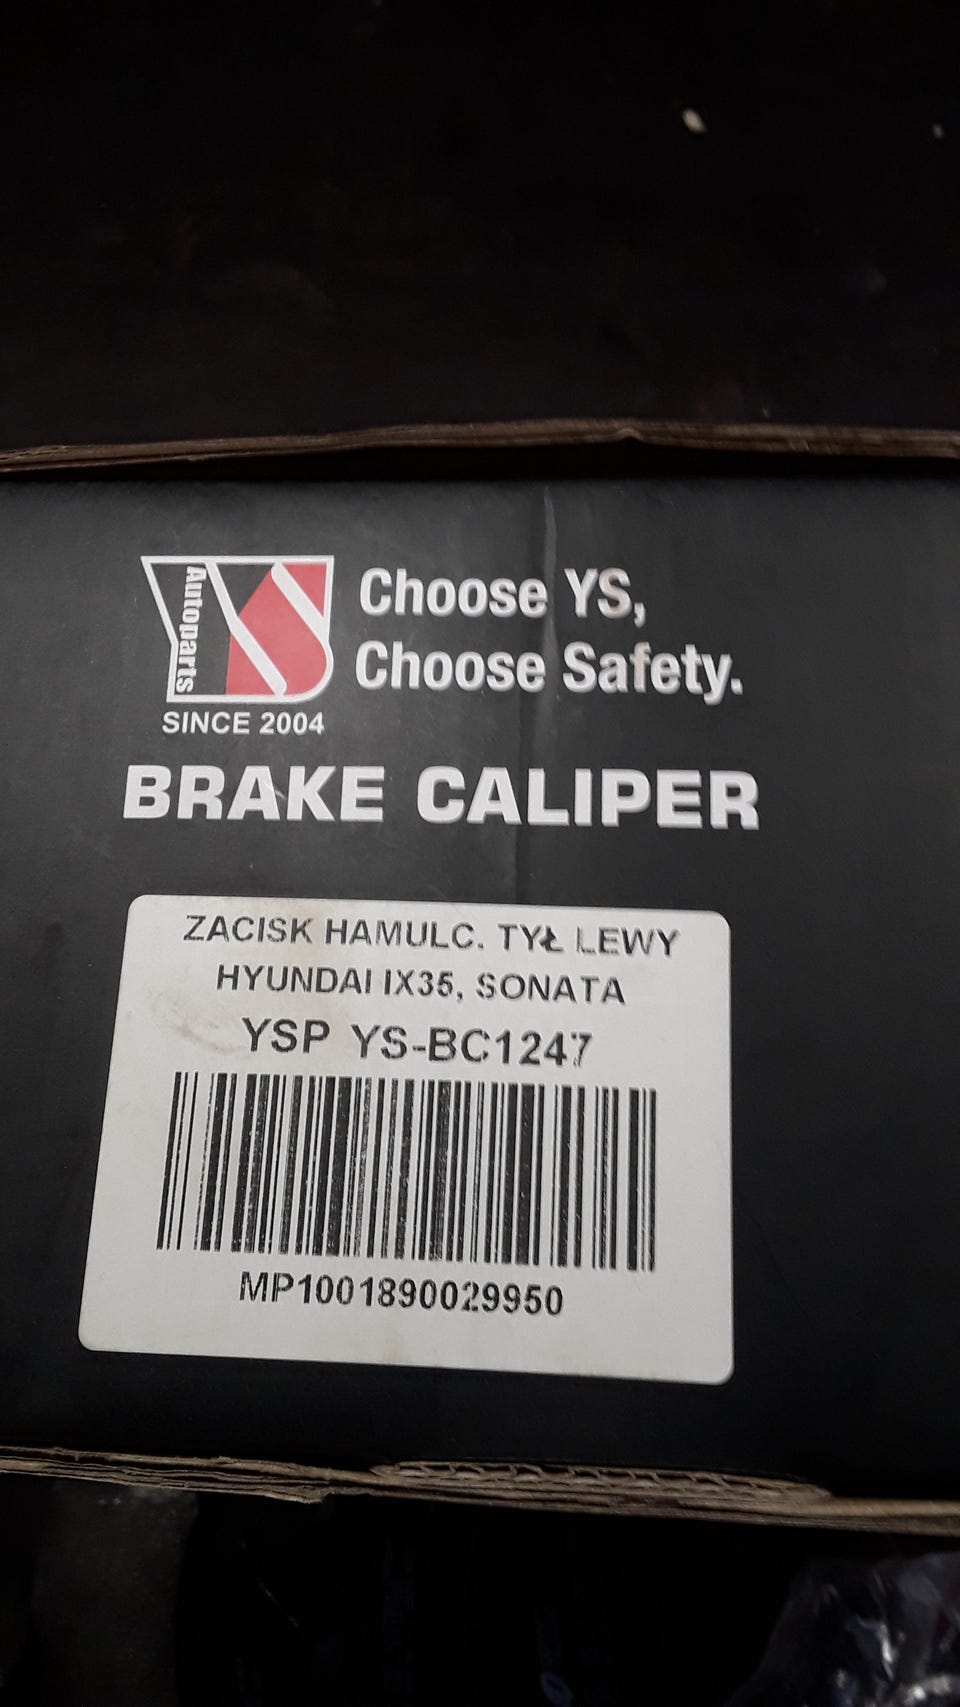 YS
Autoparts
SINCE 2004
Choose YS,
Choose Safety.
BRAKE CALIPER
ZACISK HAMULC. TYŁ LEWY
HYUNDAI IX35, SONATA
YSP YS-BC1247
MP1001890029950